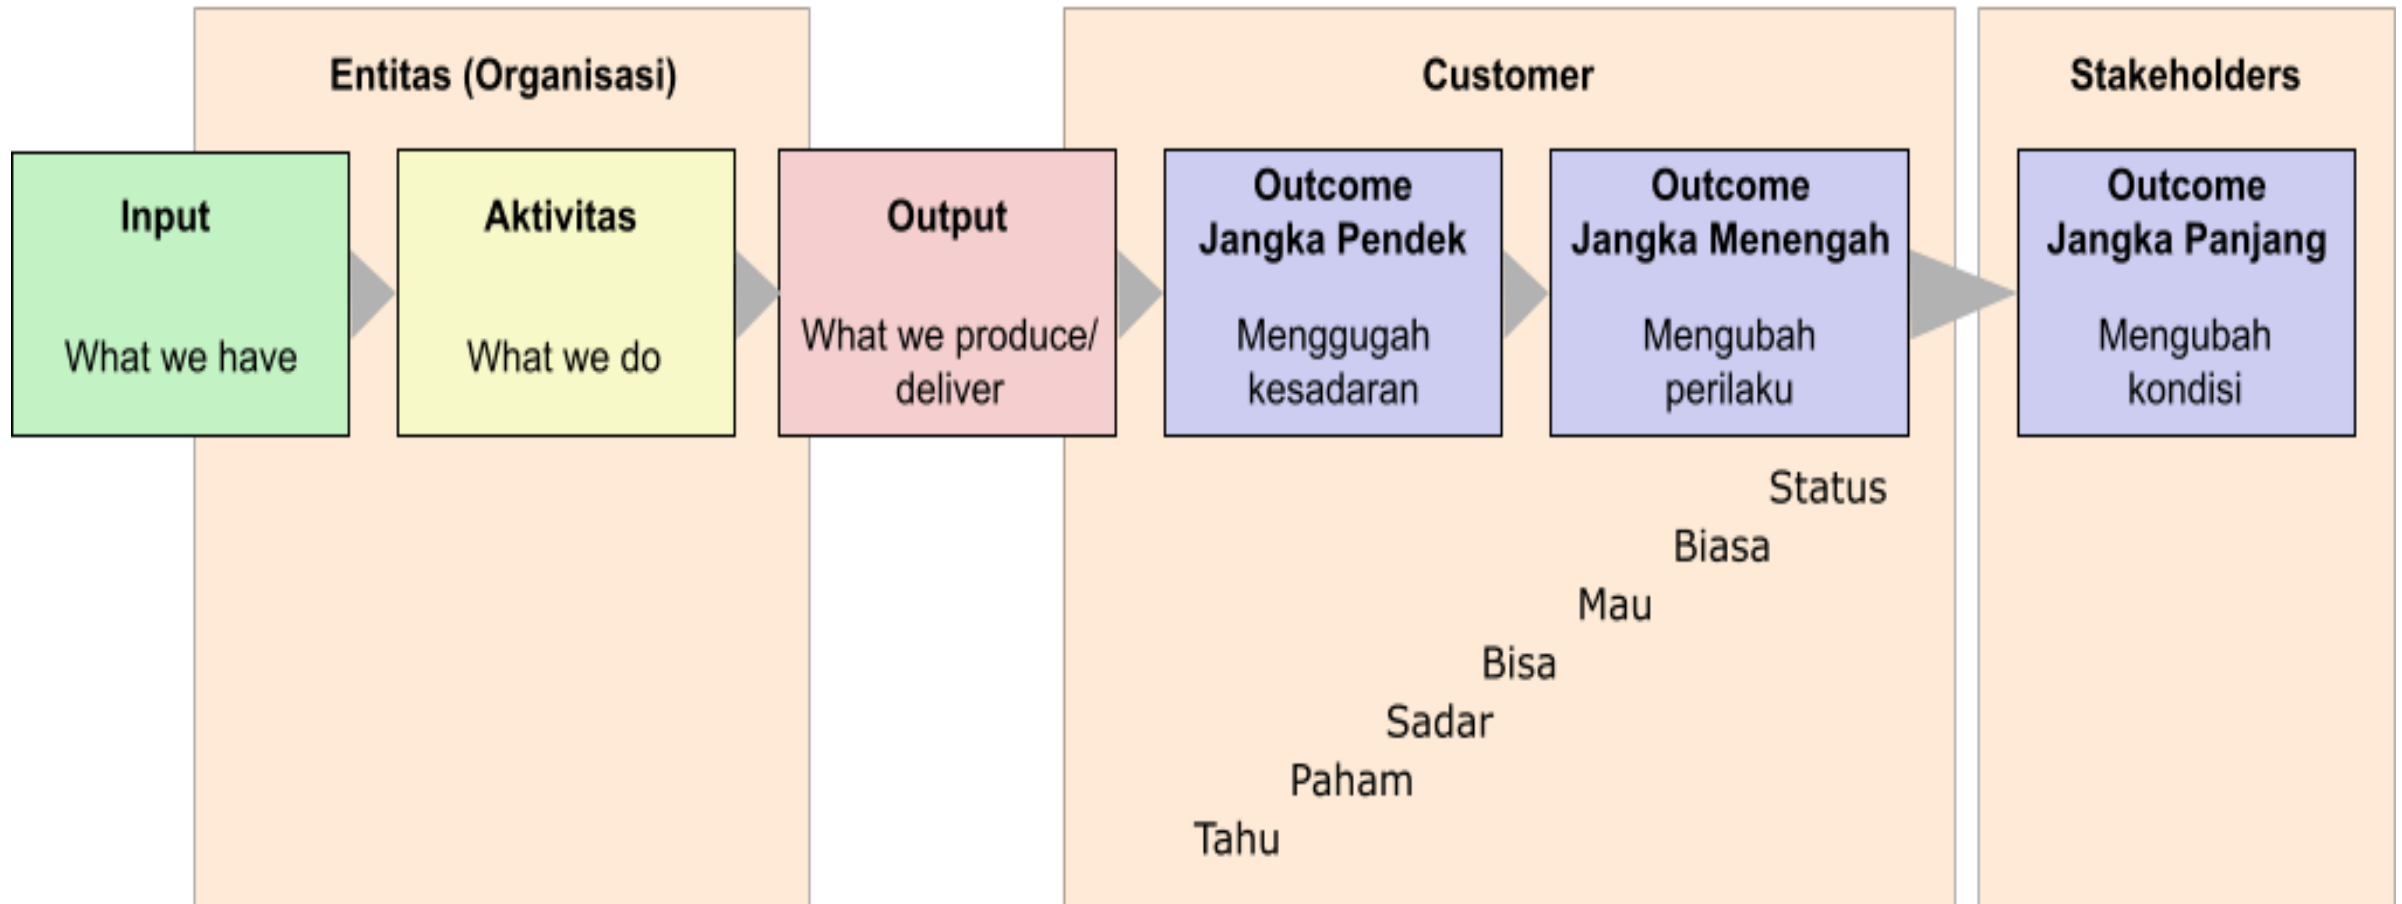 Entitas (Organisasi)
Customer
Stakeholders
Input
What we have
Aktivitas
What we do
Output
What we produce/
deliver
Outcome
Jangka Pendek
Menggugah
kesadaran
Outcome
Jangka Menengah
Mengubah
perilaku
Outcome
Jangka Panjang
Mengubah
kondisi
Status
Biasa
Mau
Bisa
Sadar
Paham
Tahu